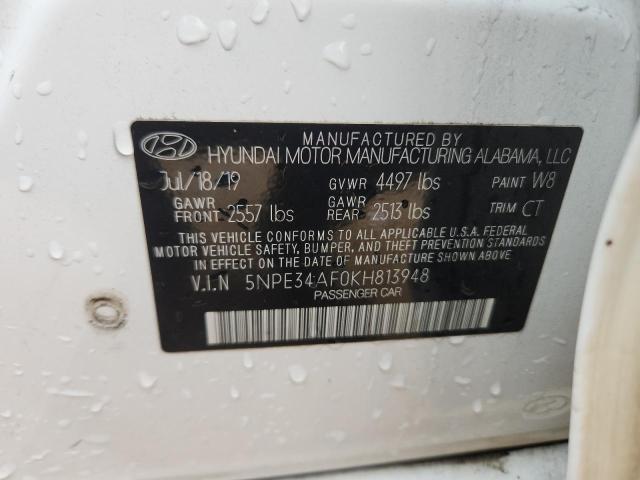 MANUFACTURED BY
HYUNDAI MOTOR MANUFACTURING ALABAMA, LLC
Jul/18/19 GVWR 4497 lbs PAINT W8
GAWR FRONT 2557 lbs GAWR REAR 2513 lbs TRIM CT
THIS VEHICLE CONFORMS TO ALL APPLICABLE U.S.A. FEDERAL
MOTOR VEHICLE SAFETY, BUMPER, AND THEFT PREVENTION STANDARDS
IN EFFECT ON THE DATE OF MANUFACTURE SHOWN ABOVE.
V.I.N 5NPE34AF0KH813948
PASSENGER CAR